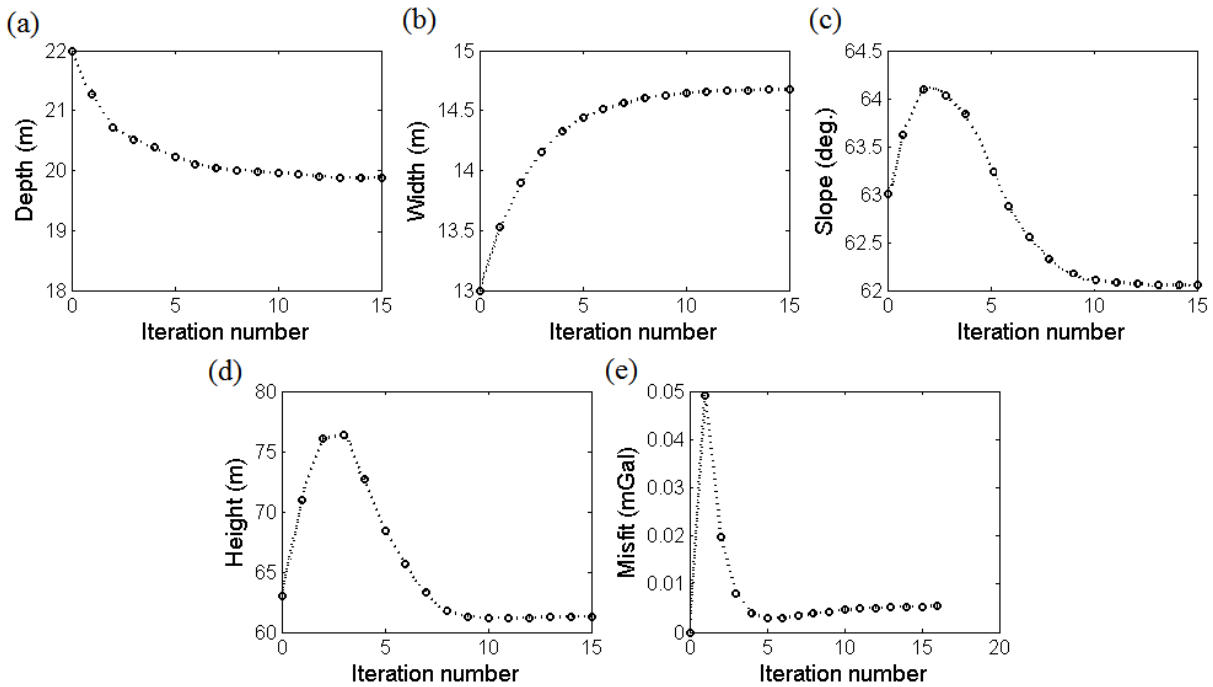 (a)
Depth (m)
22
21
20
19
18
0 5 10 15
Iteration number
(b)
Width (m)
15
14.5
14
13.5
13
0 5 10 15
Iteration number
(c)
Slope (deg.)
64.5
64
63.5
63
62.5
62
0 5 10 15
Iteration number
(d)
Height (m)
80
75
70
65
60
0 5 10 15
Iteration number
(e)
Misfit (mGal)
0.05
0.04
0.03
0.02
0.01
0
0 5 10 15 20
Iteration number